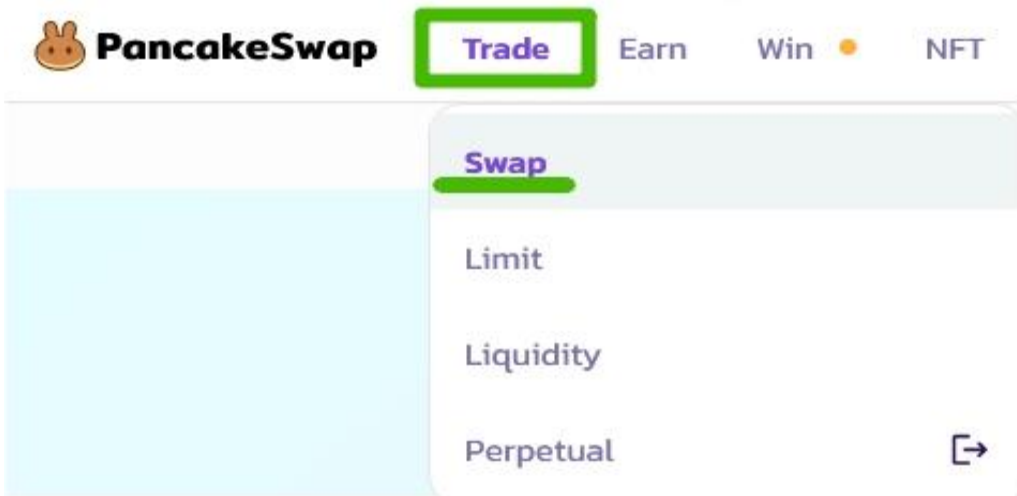 PancakeSwap Trade Earn Win NFT
Swap
Limit
Liquidity
Perpetual